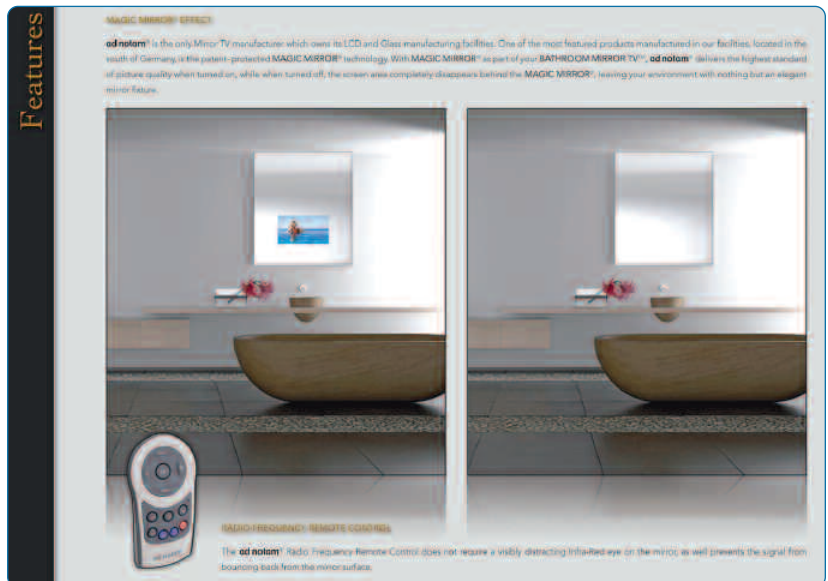 Features
MAGIC MIRROR® EFFECT
ad notam® is the only Mirror TV manufacturer which owns its LCD and Glass manufacturing facilities. One of the most featured products manufactured in our facilities, located in the
south of Germany, is the patent-protected MAGIC MIRROR® technology. With MAGIC MIRROR® as part of your BATHROOM MIRROR TV™, ad notam® delivers the highest standard
of picture quality when turned on, while when turned off, the screen area completely disappears behind the MAGIC MIRROR®, leaving your environment with nothing but an elegant
mirror fixture.
ad notam
RADIO FREQUENCY REMOTE CONTROL
The ad notam® Radio Frequency Remote Control does not require a visibly distracting Infra-Red eye on the mirror, as well prevents the signal from
bouncing back from the mirror surface.